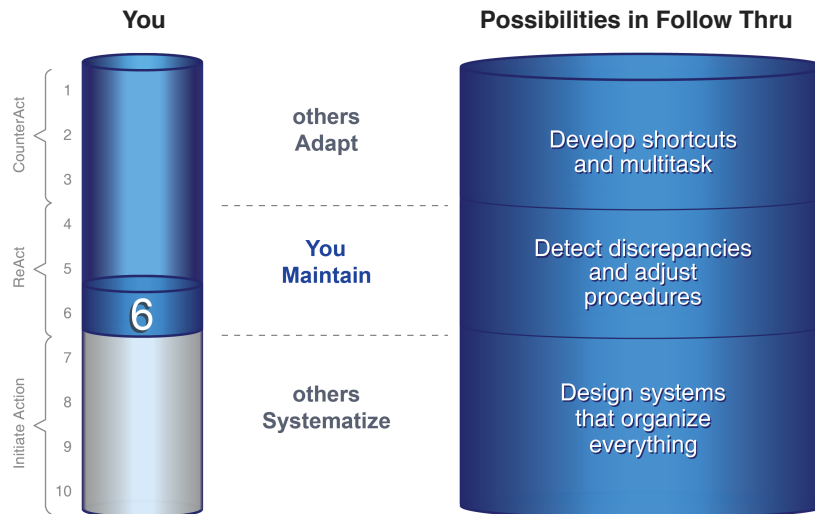 You
Possibilities in Follow Thru
CounterAct
1
2
3
others
Adapt
Develop shortcuts
and multitask
ReAct
4
5
6
6
You
Maintain
Detect discrepancies
and adjust
procedures
Initiate Action
7
8
9
10
others
Systematize
Design systems
that organize
everything